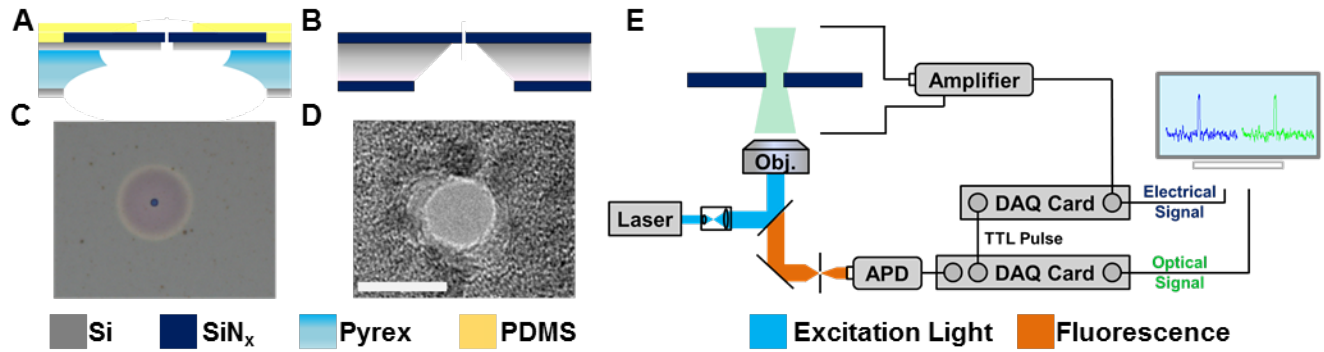 A
B
C
D
E
Amplifier
Obj.
Laser
APD
DAQ Card
TTL Pulse
DAQ Card
Electrical
Signal
Optical
Signal
Si
SiNx
Pyrex
PDMS
Excitation Light
Fluorescence